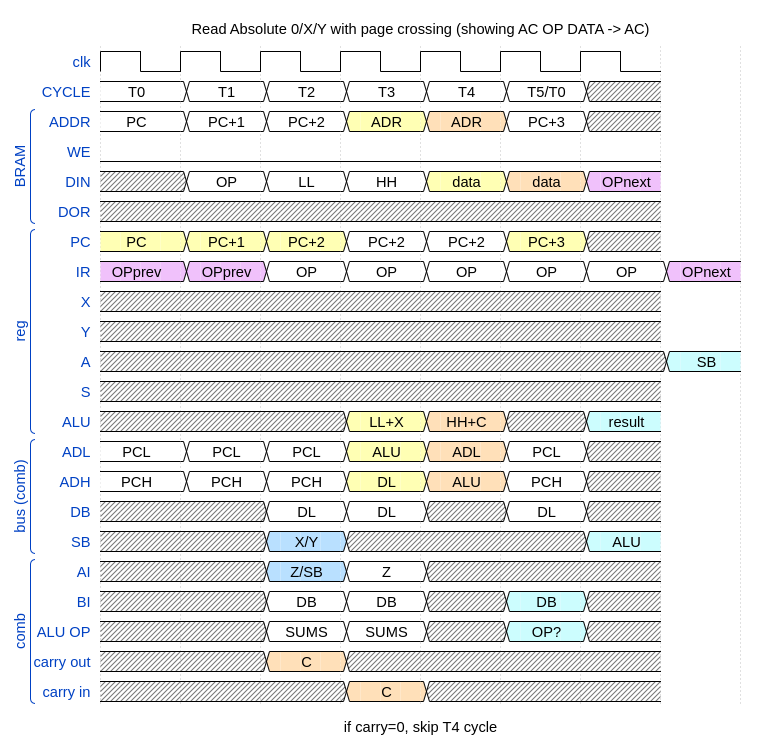 Read Absolute 0/X/Y with page crossing (showing AC OP DATA -> AC)
clk
CYCLE T0 T1 T2 T3 T4 T5/T0
BRAM
ADDR PC PC+1 PC+2 ADR ADR PC+3
WE
DIN OP LL HH data data OPnext
DOR
reg
PC PC PC+1 PC+2 PC+2 PC+2 PC+3
IR OPprev OPprev OP OP OP OP OP OPnext
X
Y
A SB
S
ALU LL+X HH+C result
bus (comb)
ADL PCL PCL PCL ALU ADL PCL
ADH PCH PCH PCH DL ALU PCH
DB DL DL DL
SB X/Y ALU
comb
AI Z/SB Z
BI DB DB DB
ALU OP SUMS SUMS OP?
carry out C
carry in C
if carry=0, skip T4 cycle